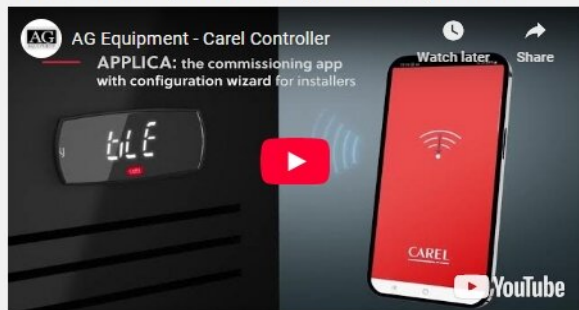 AG
AG Equipment - Carel Controller
Watch later
Share
APPLICA: the commissioning app
with configuration wizard for installers
bLE
CAREL
YouTube